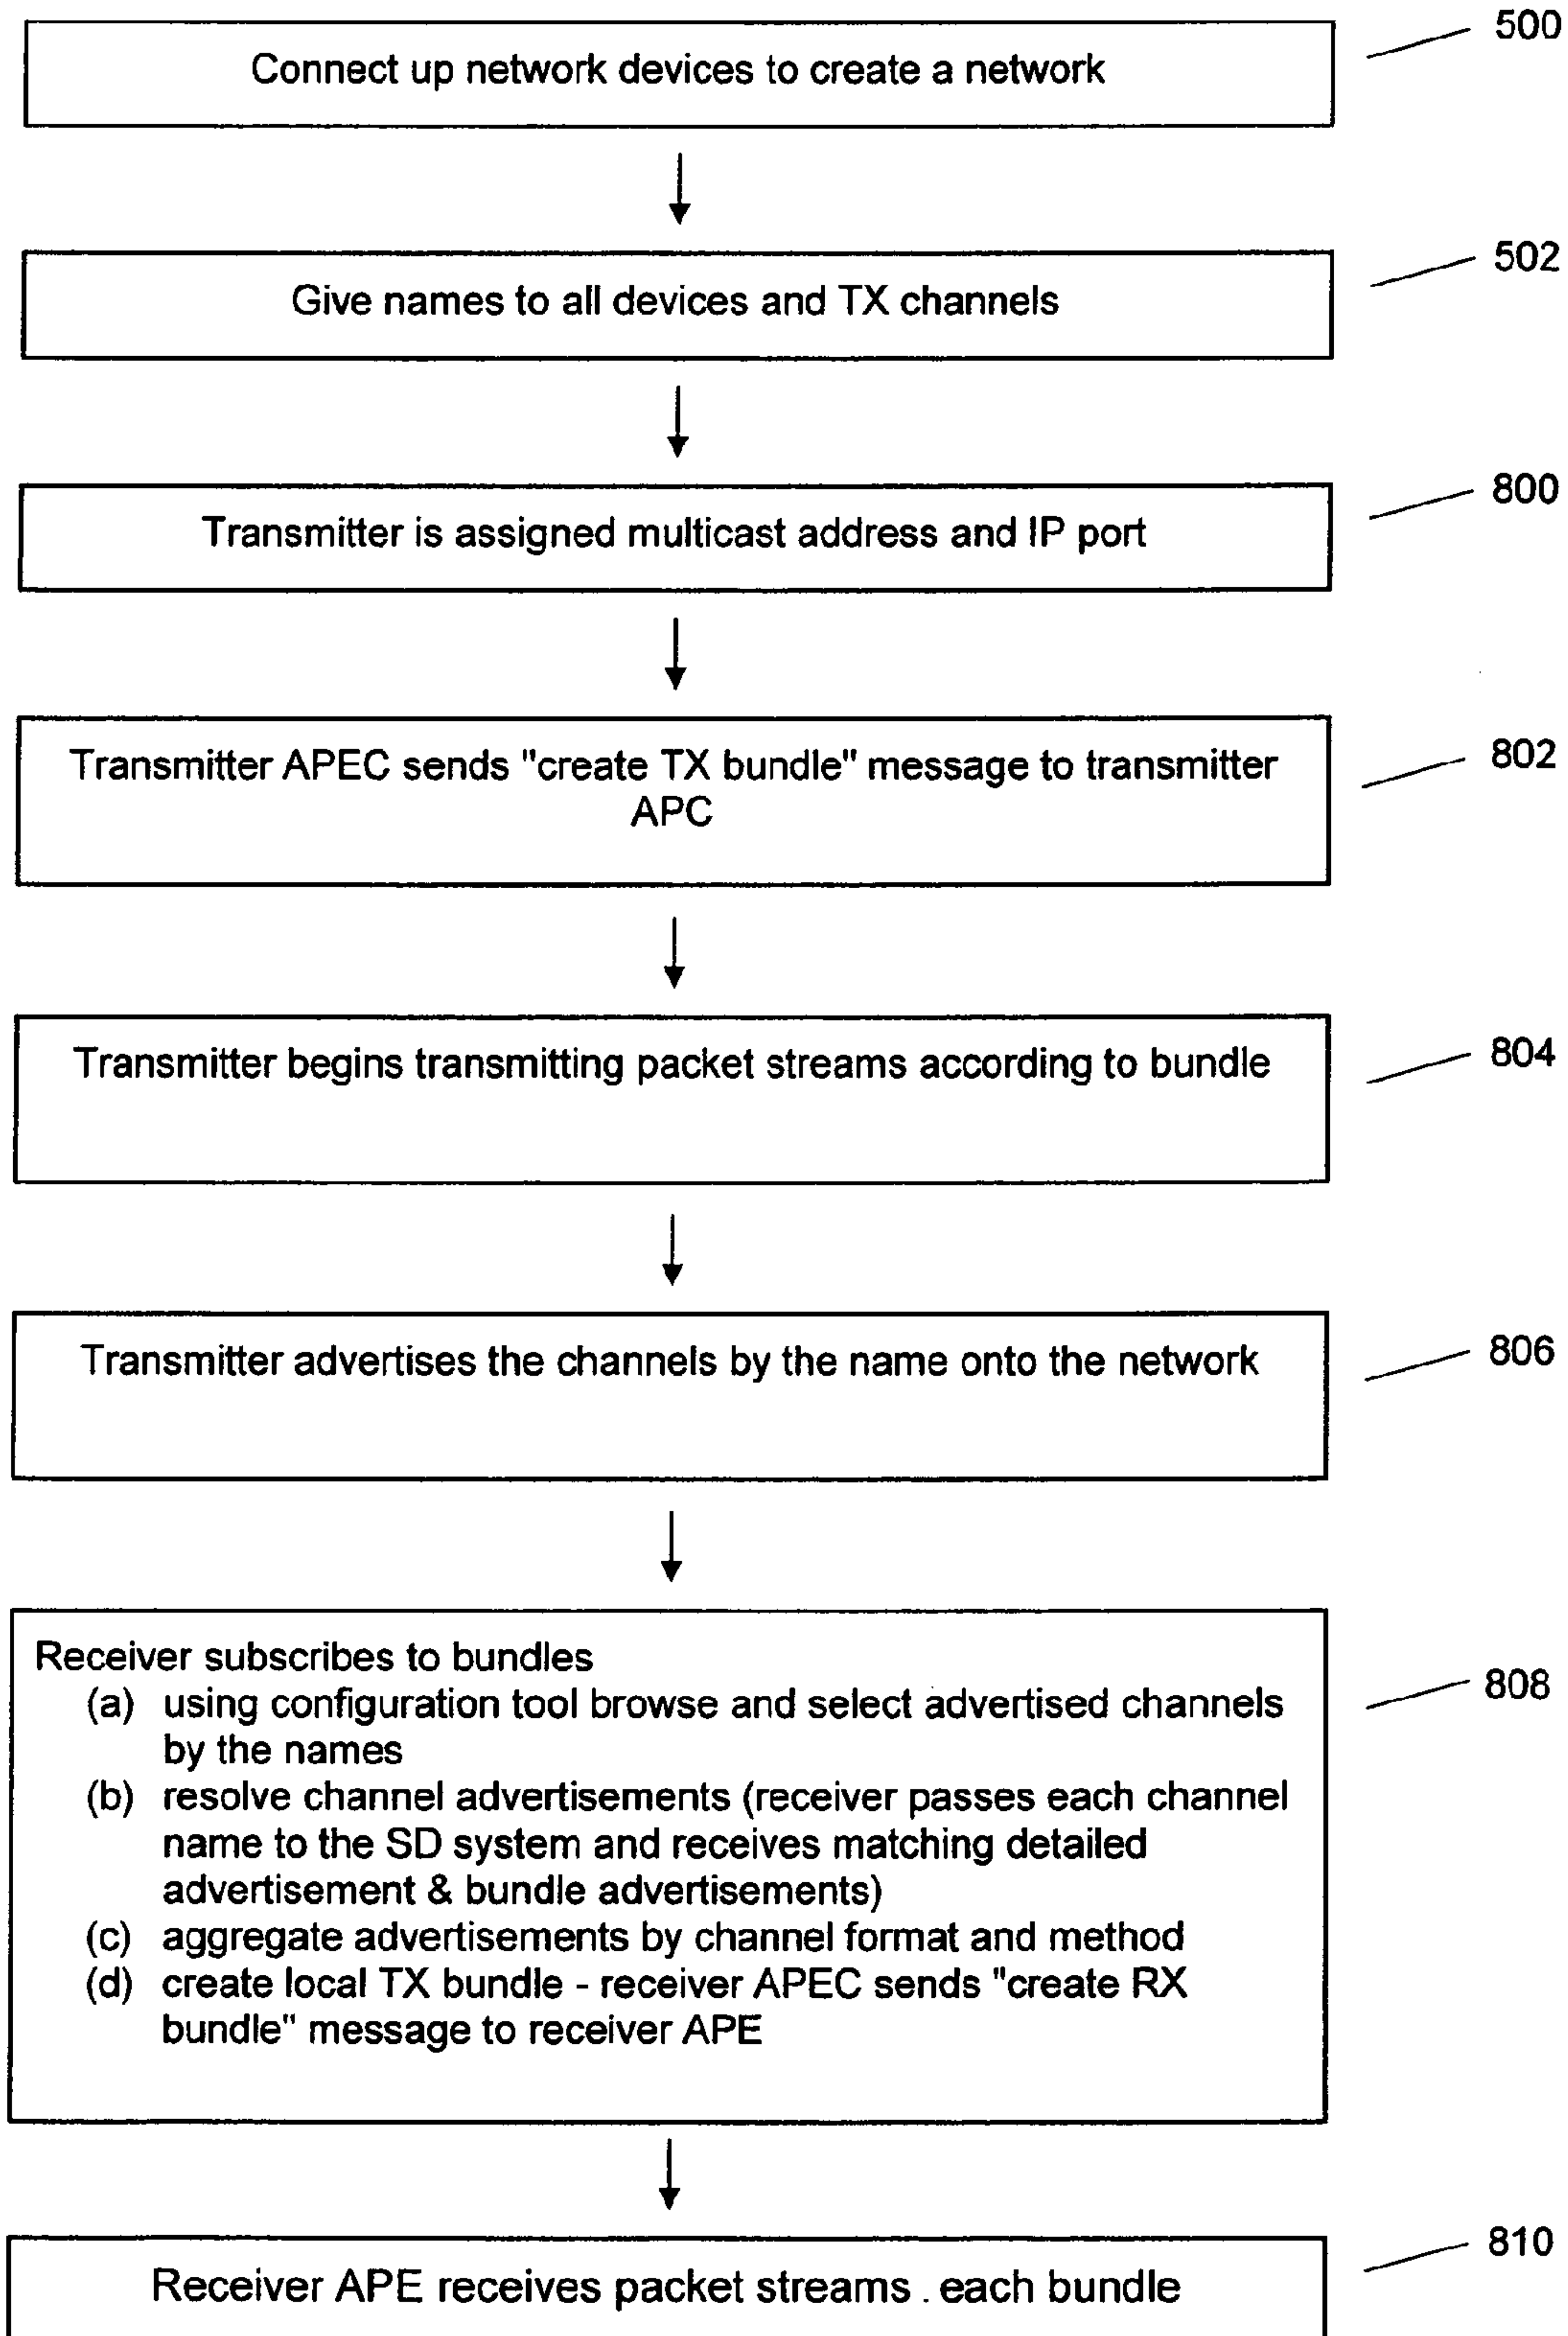 500
Connect up network devices to create a network
502
Give names to all devices and TX channels
800
Transmitter is assigned multicast address and IP port
802
Transmitter APEC sends "create TX bundle" message to transmitter
APC
804
Transmitter begins transmitting packet streams according to bundle
806
Transmitter advertises the channels by the name onto the network
808
Receiver subscribes to bundles
(a) using configuration tool browse and select advertised channels
by the names
(b) resolve channel advertisements (receiver passes each channel
name to the SD system and receives matching detailed
advertisement & bundle advertisements)
(c) aggregate advertisements by channel format and method
(d) create local TX bundle - receiver APEC sends "create RX
bundle" message to receiver APE
810
Receiver APE receives packet streams . each bundle